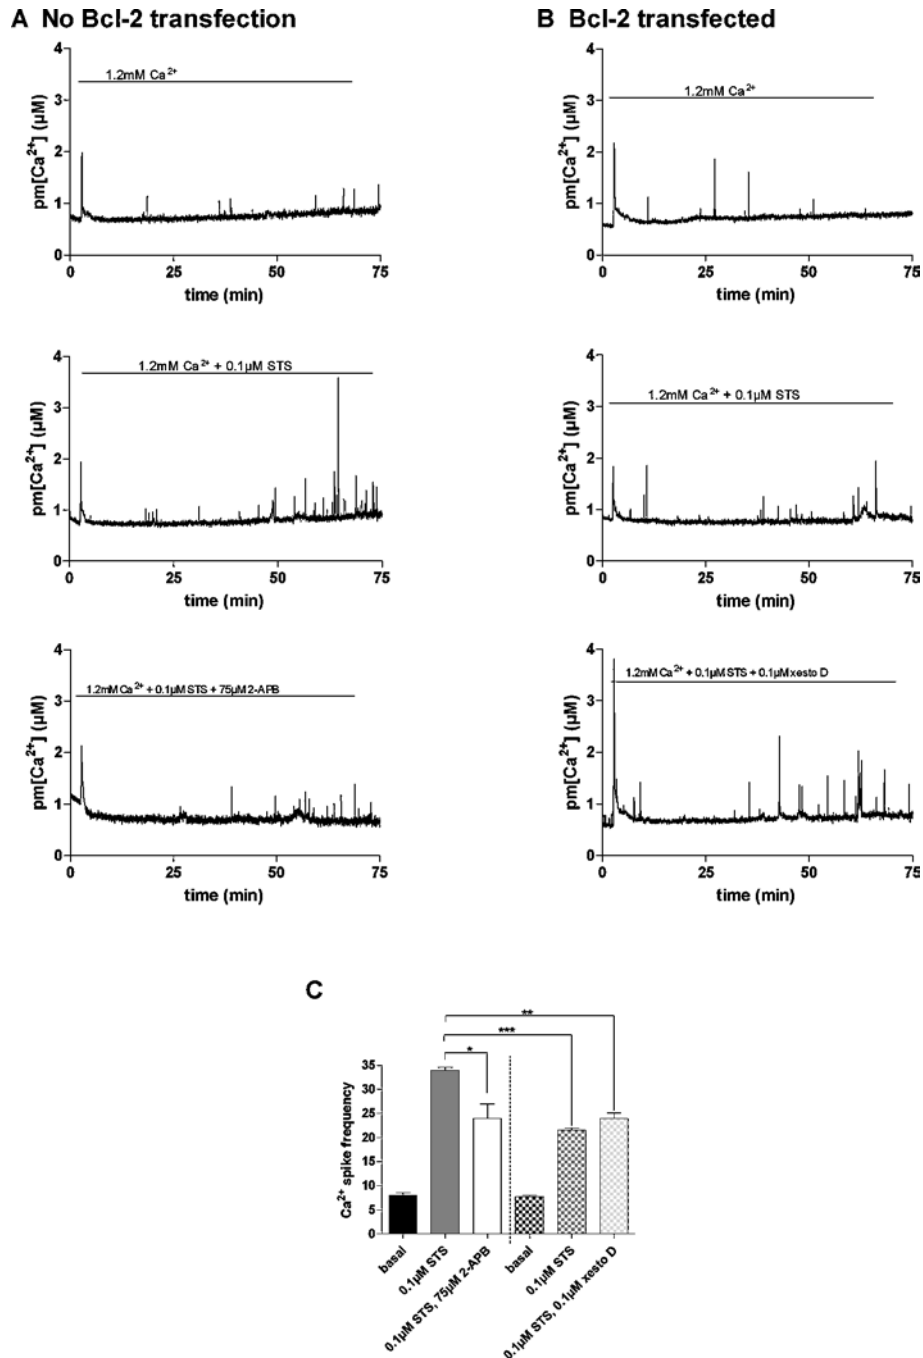 A No Bcl-2 transfection
4
3
2
1
0
pm[Ca²⁺] (µM)
1.2mM Ca²⁺
0 25 50 75
time (min)
4
3
2
1
0
pm[Ca²⁺] (µM)
1.2mM Ca²⁺ + 0.1µM STS
0 25 50 75
time (min)
4
3
2
1
0
pm[Ca²⁺] (µM)
1.2mM Ca²⁺ + 0.1µM STS + 75µM 2-APB
0 25 50 75
time (min)
B Bcl-2 transfected
4
3
2
1
0
pm[Ca²⁺] (µM)
1.2mM Ca²⁺
0 25 50 75
time (min)
4
3
2
1
0
pm[Ca²⁺] (µM)
1.2mM Ca²⁺ + 0.1µM STS
0 25 50 75
time (min)
4
3
2
1
0
pm[Ca²⁺] (µM)
1.2mM Ca²⁺ + 0.1µM STS + 0.1µM xesto D
0 25 50 75
time (min)
C
**
***
*
35
30
25
20
15
10
5
0
Ca²⁺ spike frequency
basal
0.1µM STS
0.1µM STS, 75µM 2-APB
basal
0.1µM STS
0.1µM STS, 0.1µM xesto D